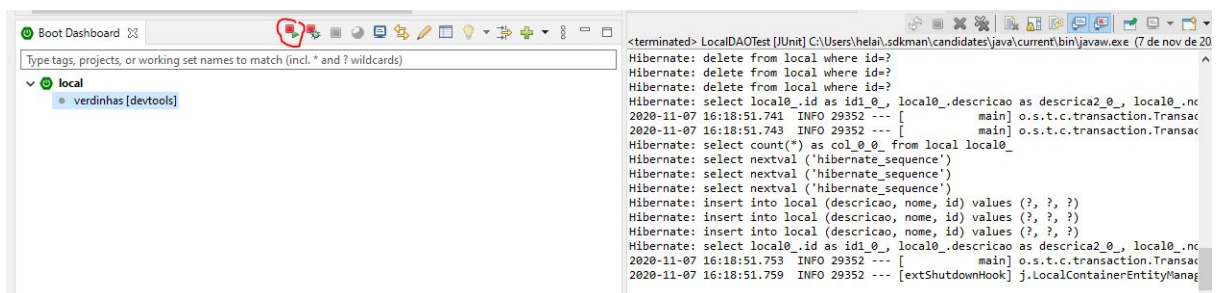 Boot Dashboard
Type tags, projects, or working set names to match (incl. * and ? wildcards)
local
verdinhas [devtools]
<terminated> LocalDAOTest [JUnit] C:\Users\helai\.sdkman\candidates\java\current\bin\javaw.exe (7 de nov de 20
Hibernate: delete from local where id=?
Hibernate: delete from local where id=?
Hibernate: delete from local where id=?
Hibernate: select local0_.id as id1_0_, local0_.descricao as descrica2_0_, local0_.no
2020-11-07 16:18:51.741 INFO 29352 --- [ main] o.s.t.c.transaction.Transac
2020-11-07 16:18:51.743 INFO 29352 --- [ main] o.s.t.c.transaction.Transac
Hibernate: select count(*) as col_0_0_ from local local0_
Hibernate: select nextval ('hibernate_sequence')
Hibernate: select nextval ('hibernate_sequence')
Hibernate: select nextval ('hibernate_sequence')
Hibernate: insert into local (descricao, nome, id) values (?, ?, ?)
Hibernate: insert into local (descricao, nome, id) values (?, ?, ?)
Hibernate: insert into local (descricao, nome, id) values (?, ?, ?)
Hibernate: select local0_.id as id1_0_, local0_.descricao as descrica2_0_, local0_.no
2020-11-07 16:18:51.753 INFO 29352 --- [ main] o.s.t.c.transaction.Transac
2020-11-07 16:18:51.759 INFO 29352 --- [extShutdownHook] j.LocalContainerEntityManag